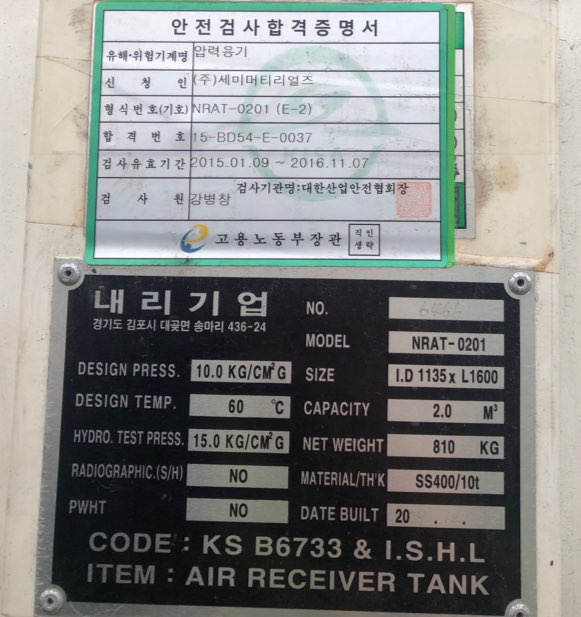 안전검사합격증명서
유해·위험기계명 압력용기
신청인 (주)세미머티리얼즈
형식번호(기호) NRAT-0201 (E-2)
합격번호 15-BD54-E-0037
검사유효기간 2015.01.09 ~ 2016.11.07
검사기관명:대한산업안전협회장
검사원 강병창
고용노동부장관 직인생략
내리기업
경기도 김포시 대곶면 송마리 436-24
NO.
MODEL NRAT-0201
DESIGN PRESS. 10.0 KG/CM²G
SIZE I.D 1135 x L1600
DESIGN TEMP. 60 ℃
CAPACITY 2.0 M³
HYDRO. TEST PRESS. 15.0 KG/CM²G
NET WEIGHT 810 KG
RADIOGRAPHIC.(S/H) NO
MATERIAL/TH'K SS400/10t
PWHT NO
DATE BUILT 20 . .
CODE : KS B6733 & I.S.H.L
ITEM : AIR RECEIVER TANK